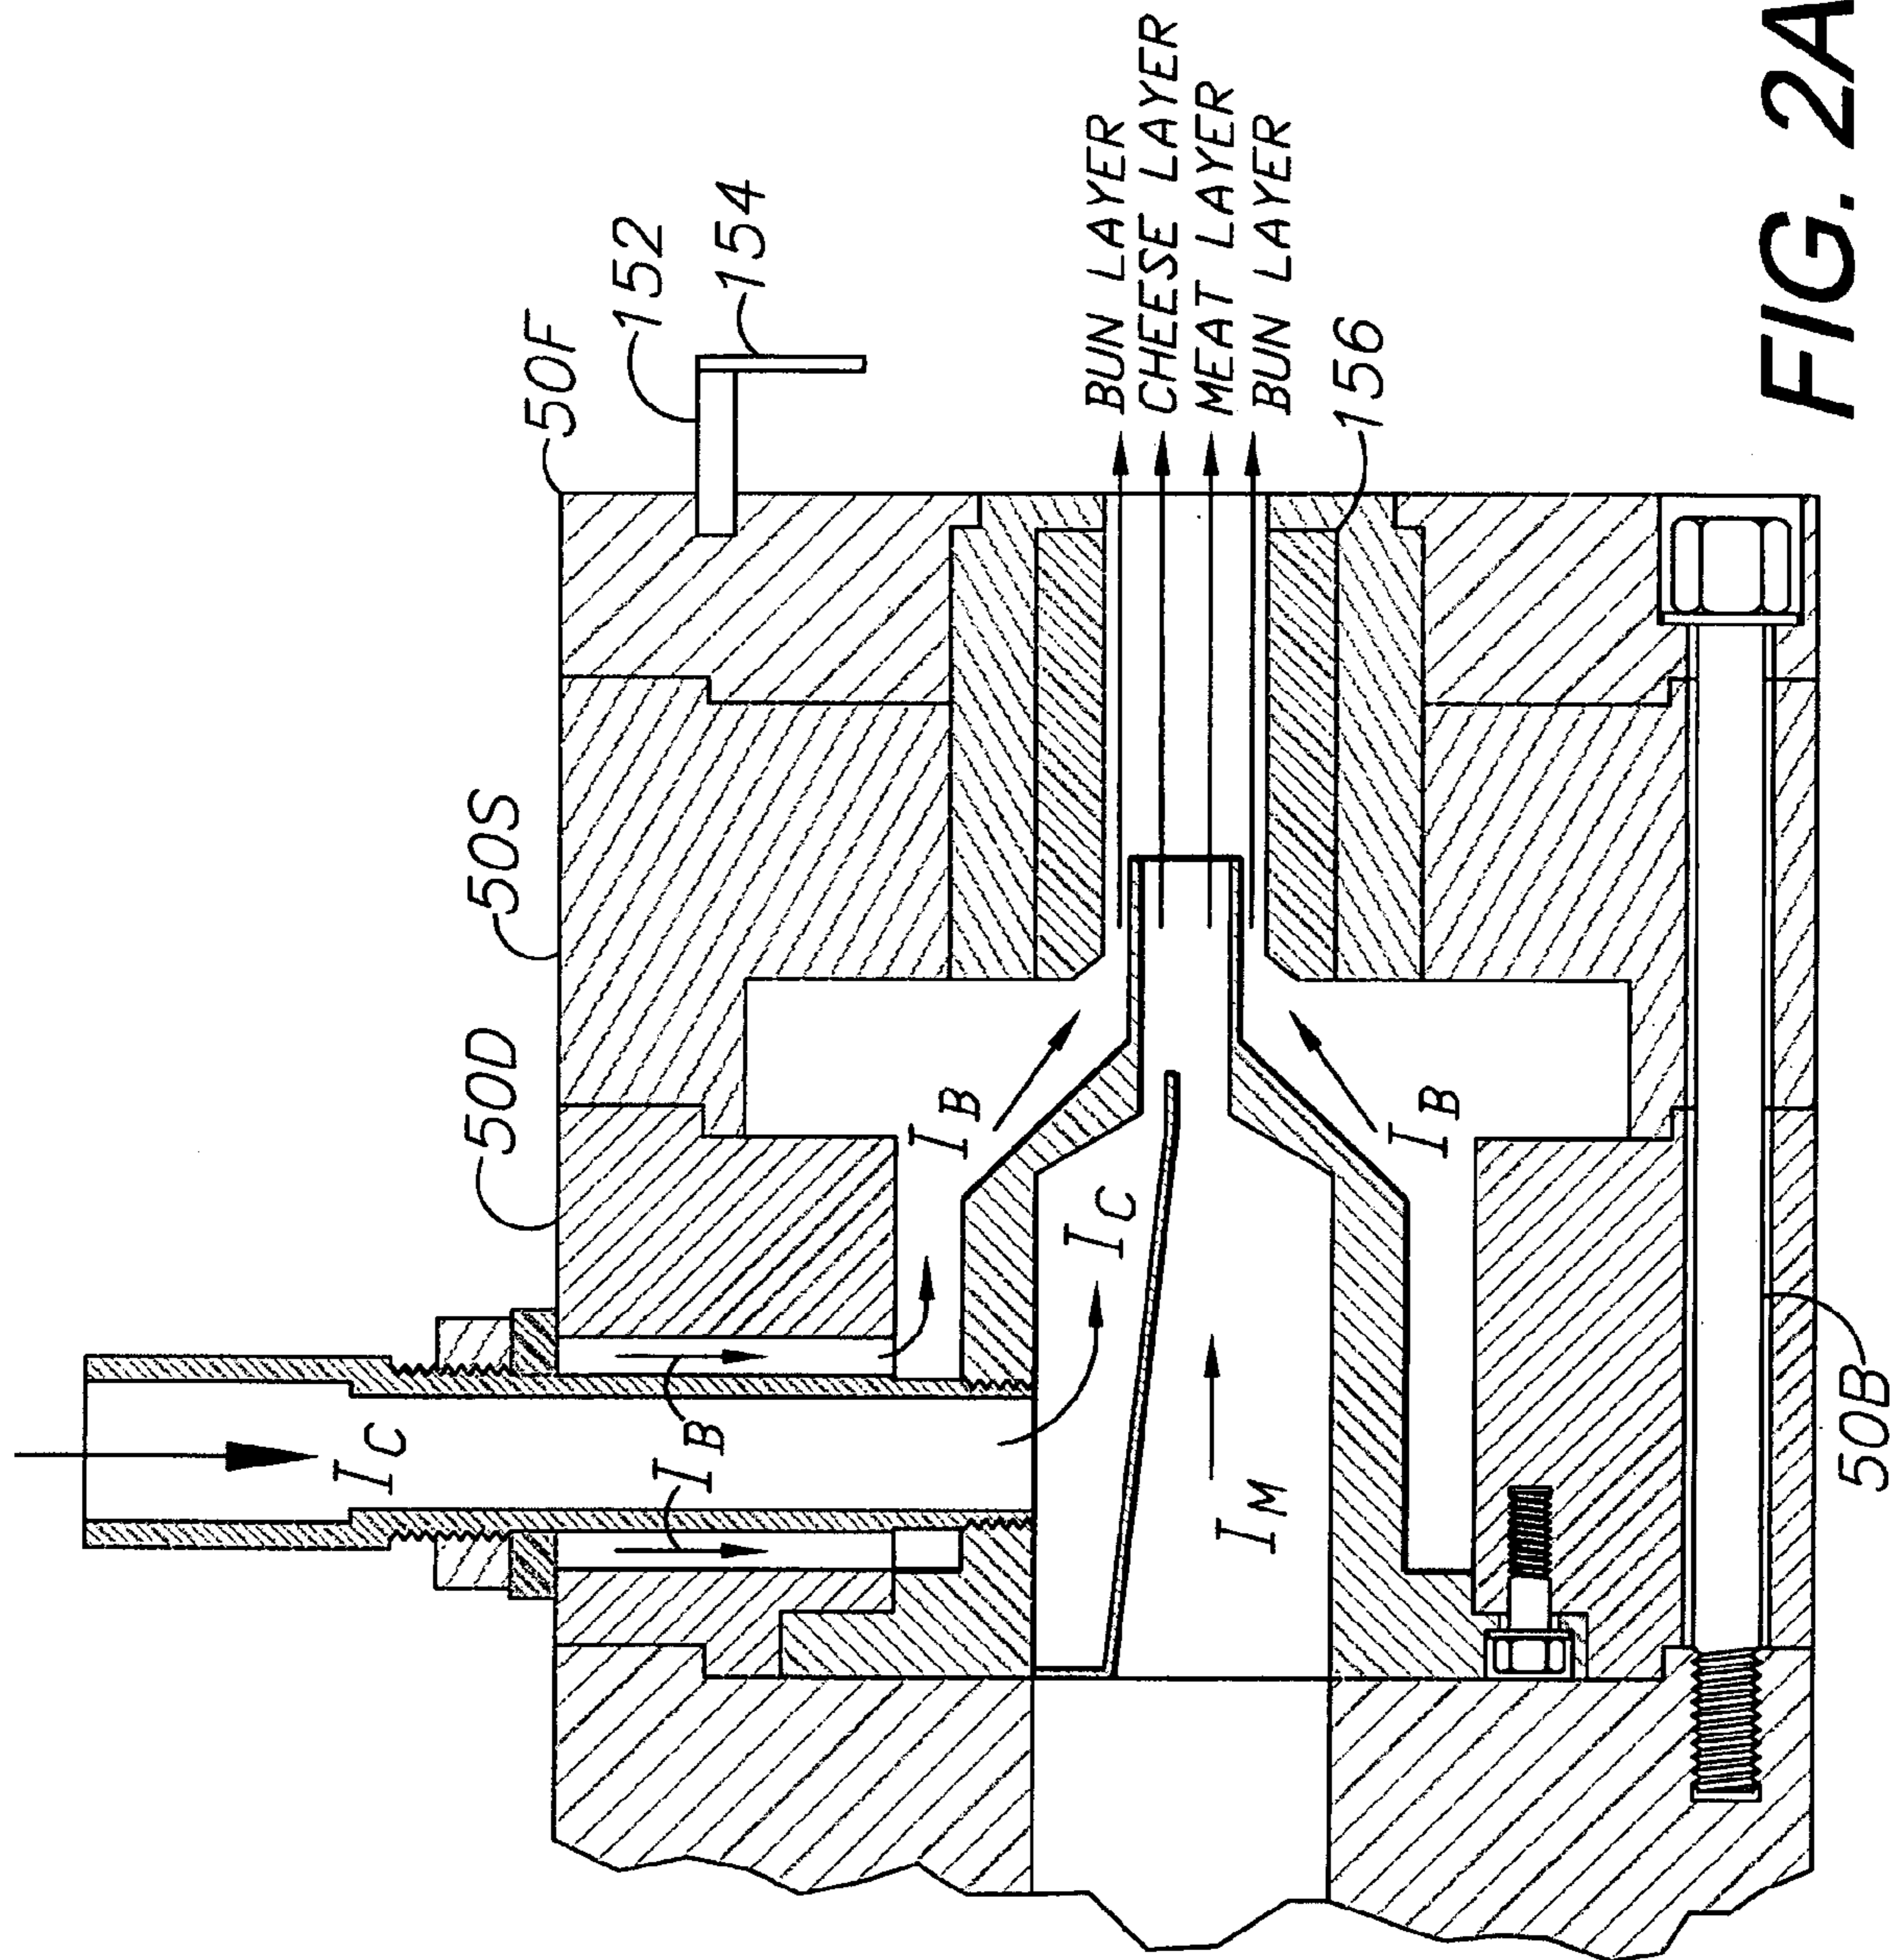 50F
152
154
50S
50D
BUN LAYER
CHEESE LAYER
MEAT LAYER
BUN LAYER
156
I_B
I_B
I_C
I_C
I_B
I_M
50B
FIG. 2A